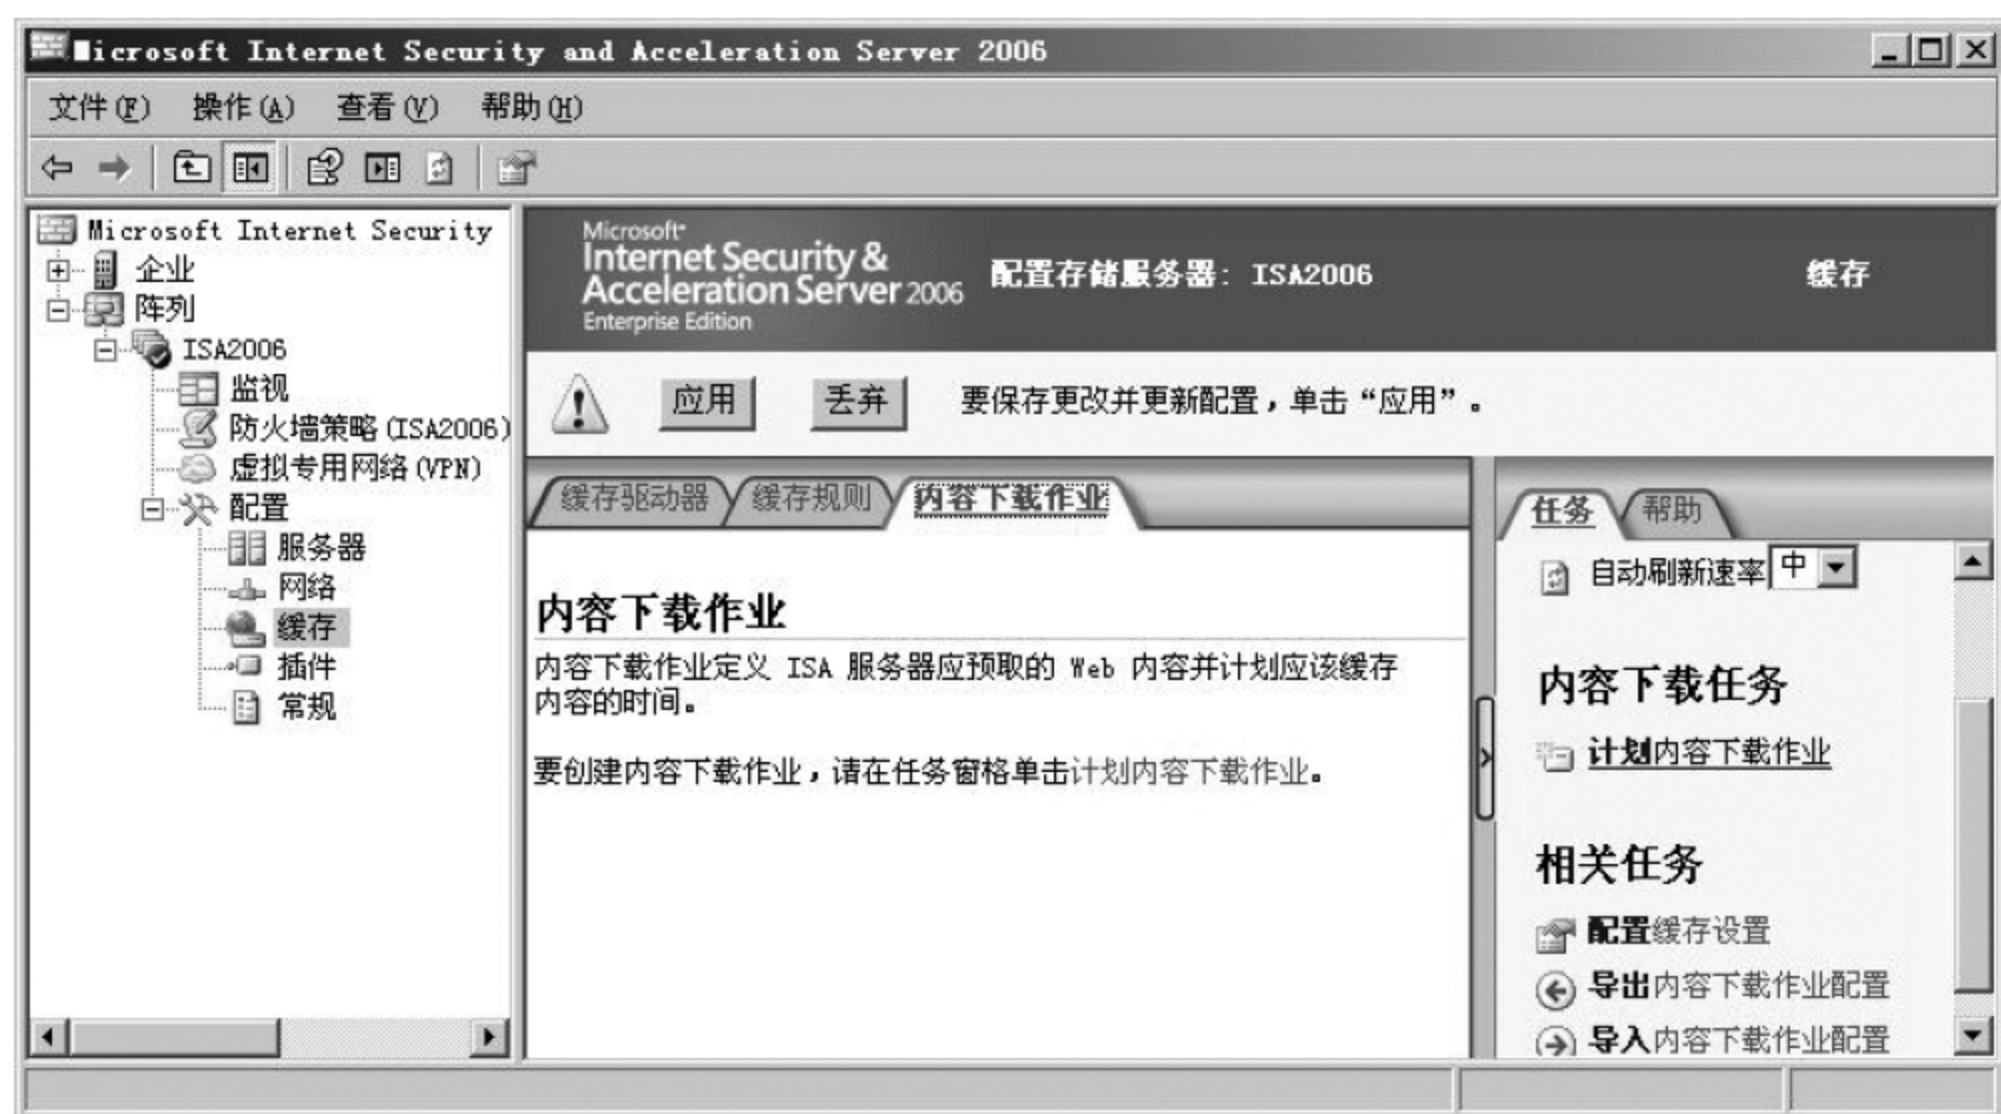 Microsoft Internet Security and Acceleration Server 2006
文件(F) 操作(A) 查看(V) 帮助(H)
Microsoft Internet Security
企业
阵列
ISA2006
监视
防火墙策略(ISA2006)
虚拟专用网络(VPN)
配置
服务器
网络
缓存
插件
常规
Microsoft
Internet Security &
Acceleration Server 2006
Enterprise Edition
配置存储服务器: ISA2006
缓存
应用 丢弃 要保存更改并更新配置，单击“应用”。
缓存驱动器 缓存规则 内容下载作业
内容下载作业
内容下载作业定义 ISA 服务器应预取的 Web 内容并计划应该缓存
内容的时间。
要创建内容下载作业，请在任务窗格单击计划内容下载作业。
任务 帮助
自动刷新速率 中
内容下载任务
计划内容下载作业
相关任务
配置缓存设置
导出内容下载作业配置
导入内容下载作业配置